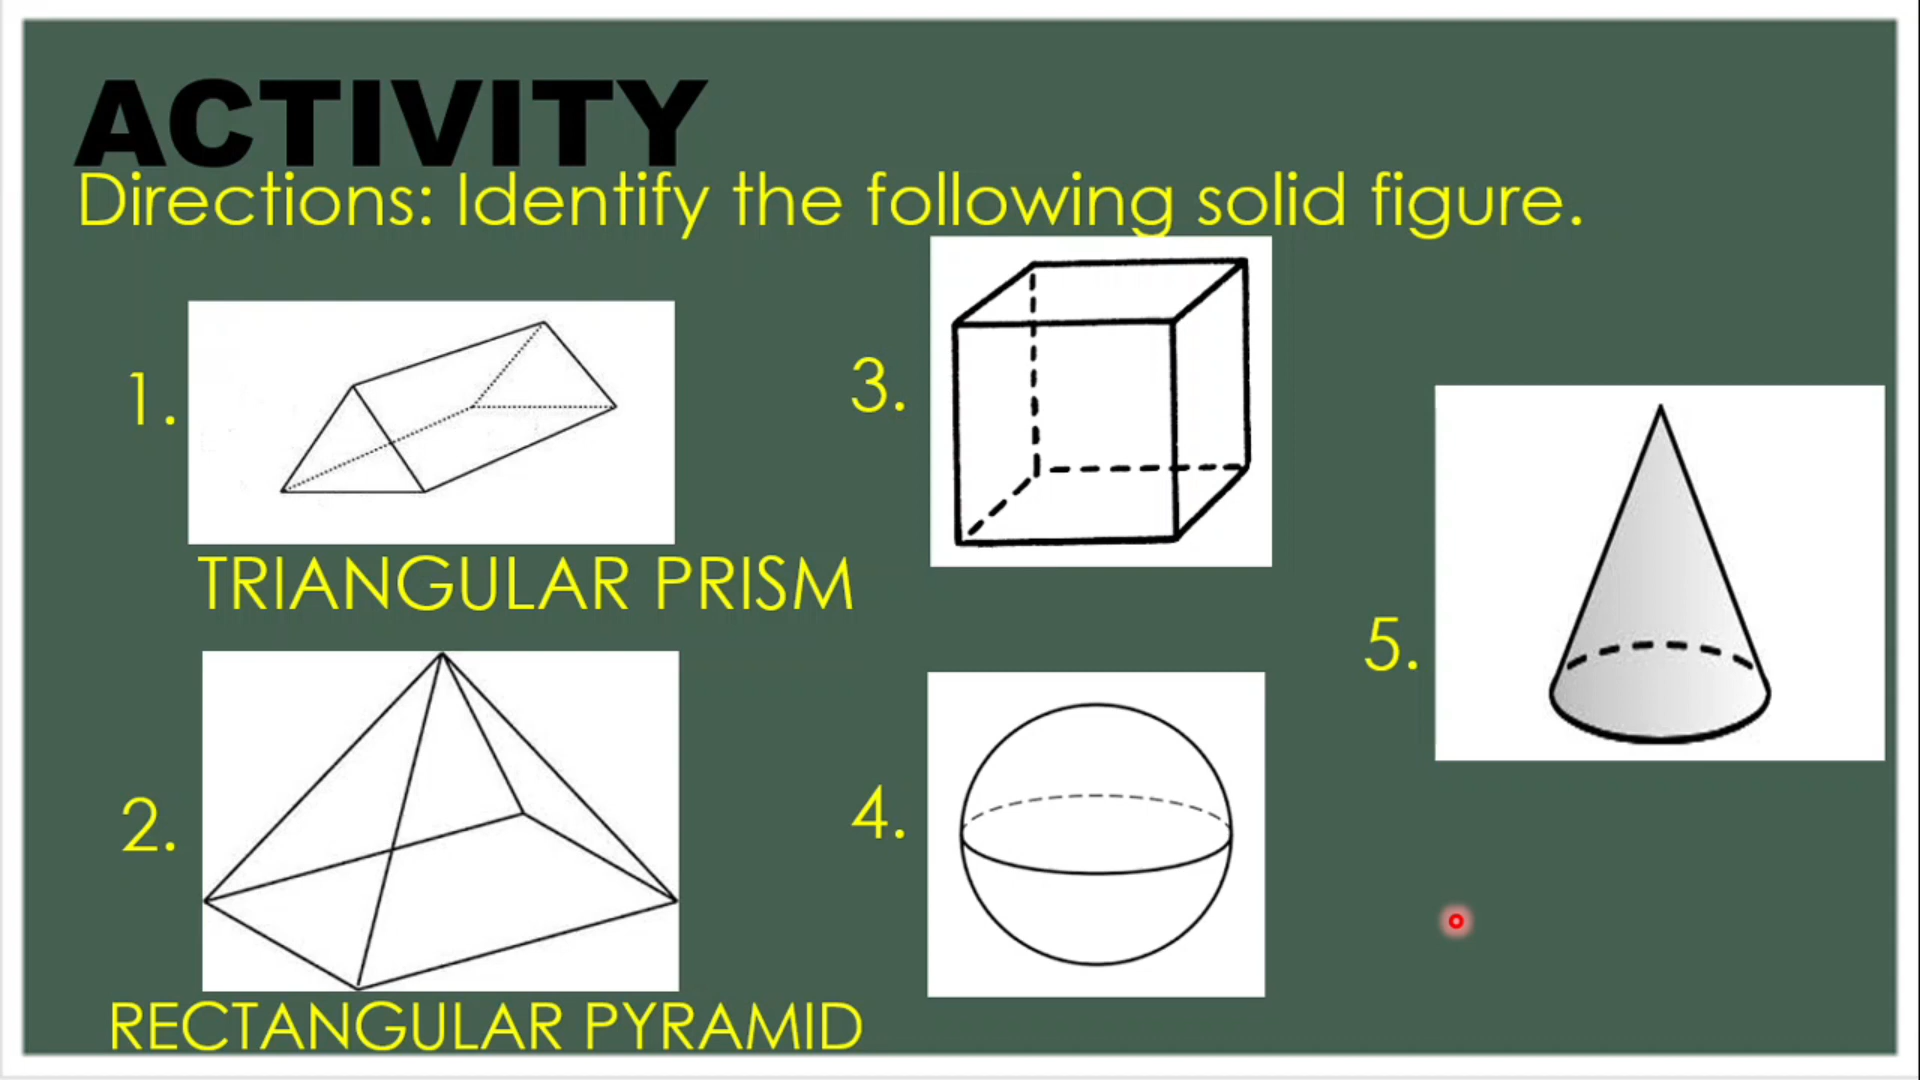 ACTIVITY
Directions: Identify the following solid figure.
1.
TRIANGULAR PRISM
2.
RECTANGULAR PYRAMID
3.
4.
5.